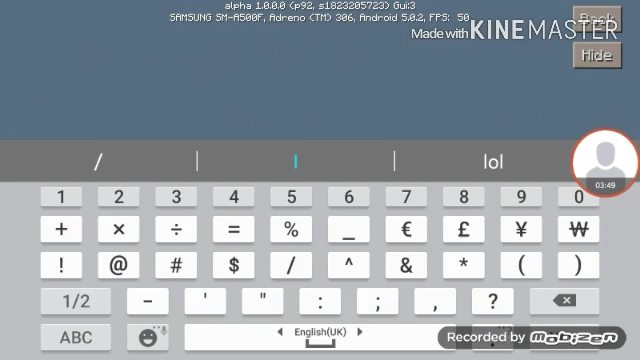 alpha 1.0.0.0 (p92, s1823205723) Gui:3
SAMSUNG SM-A500F, Adreno (TM) 306, Android 5.0.2, FPS: 50
Back
Made with KINEMASTER
Hide
/ l lol
03:49
1 2 3 4 5 6 7 8 9 0
+ × ÷ = % _ € £ ¥ ₩
! @ # $ / ^ & * ( )
1/2 - ' " : ; , ?
ABC English(UK)
Recorded by Mobizen